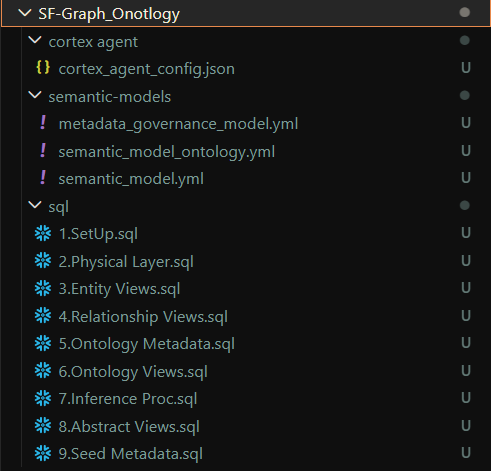 SF-Graph_Onotlogy
cortex agent
{} cortex_agent_config.json U
semantic-models
! metadata_governance_model.yml U
! semantic_model_ontology.yml U
! semantic_model.yml U
sql
1.SetUp.sql U
2.Physical Layer.sql U
3.Entity Views.sql U
4.Relationship Views.sql U
5.Ontology Metadata.sql U
6.Ontology Views.sql U
7.Inference Proc.sql U
8.Abstract Views.sql U
9.Seed Metadata.sql U